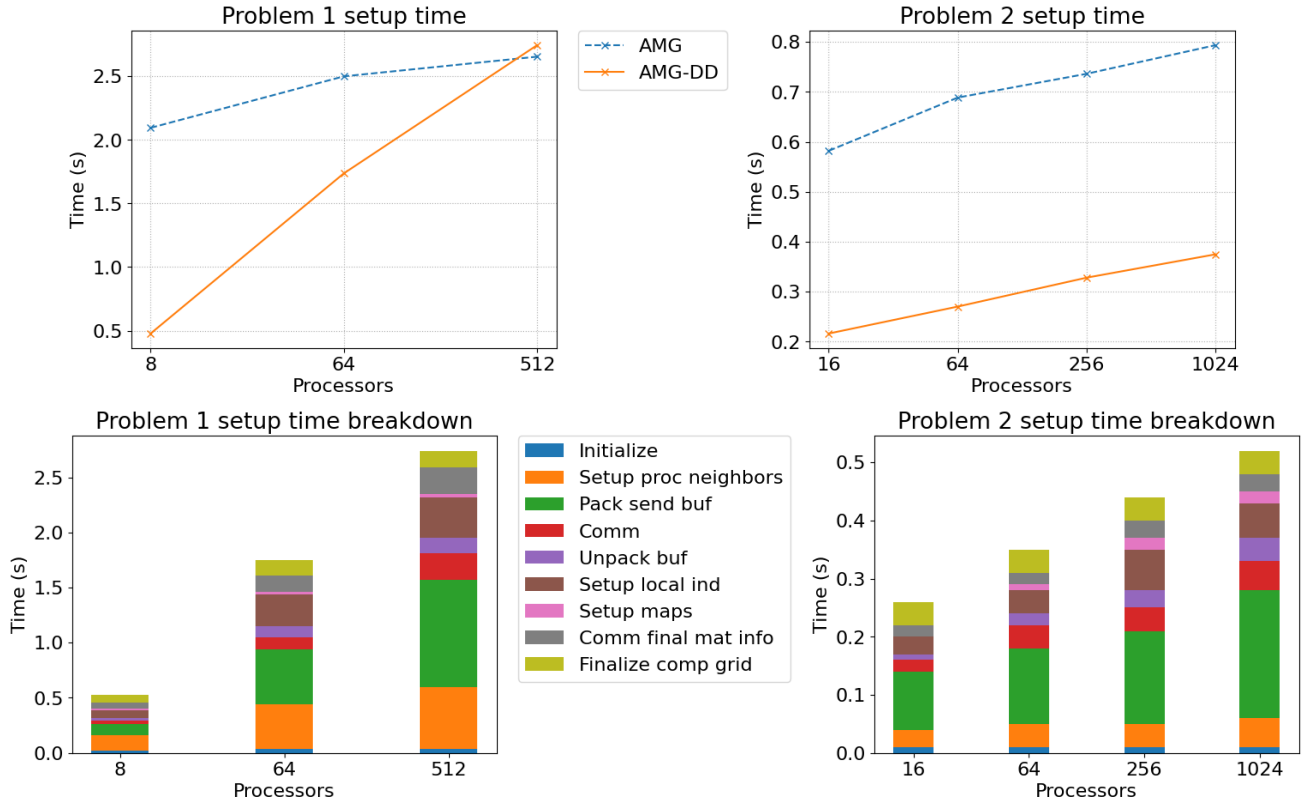 Problem 1 setup time
2.5
2.0
1.5
1.0
0.5
Time (s)
8
64
512
Processors
AMG
AMG-DD
Problem 2 setup time
0.8
0.7
0.6
0.5
0.4
0.3
0.2
Time (s)
16
64
256
1024
Processors
Problem 1 setup time breakdown
2.5
2.0
1.5
1.0
0.5
0.0
Time (s)
8
64
512
Processors
Initialize
Setup proc neighbors
Pack send buf
Comm
Unpack buf
Setup local ind
Setup maps
Comm final mat info
Finalize comp grid
Problem 2 setup time breakdown
0.5
0.4
0.3
0.2
0.1
0.0
Time (s)
16
64
256
1024
Processors